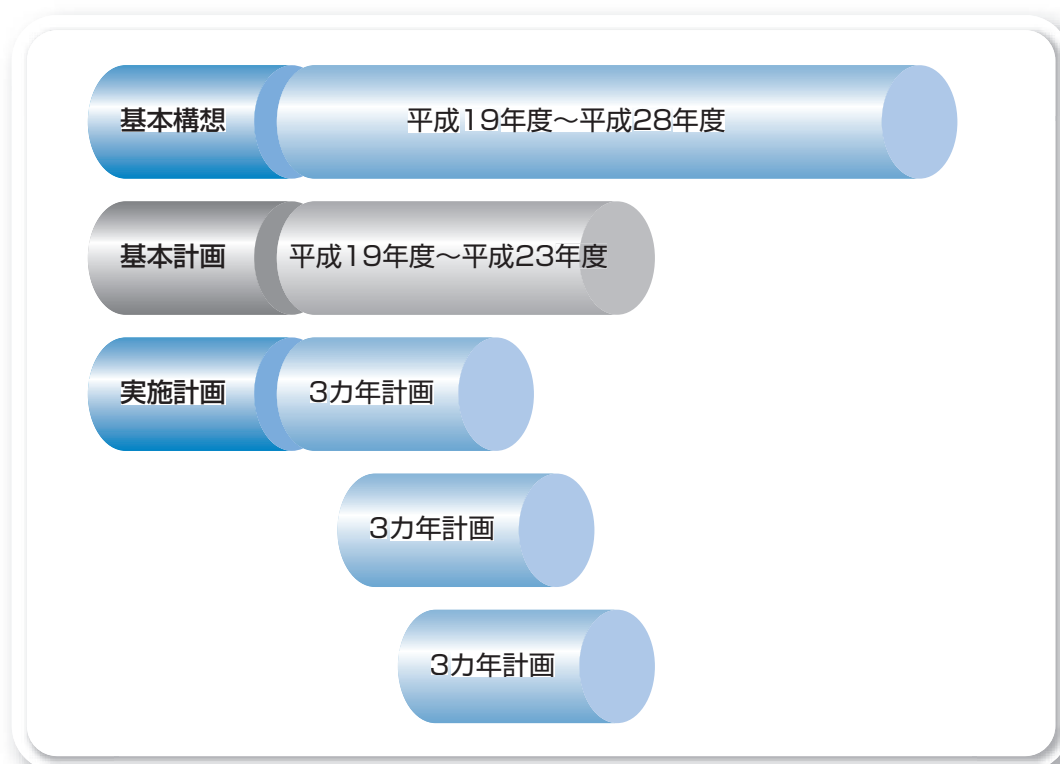 基本構想
平成19年度～平成28年度
基本計画
平成19年度～平成23年度
実施計画
3カ年計画
3カ年計画
3カ年計画